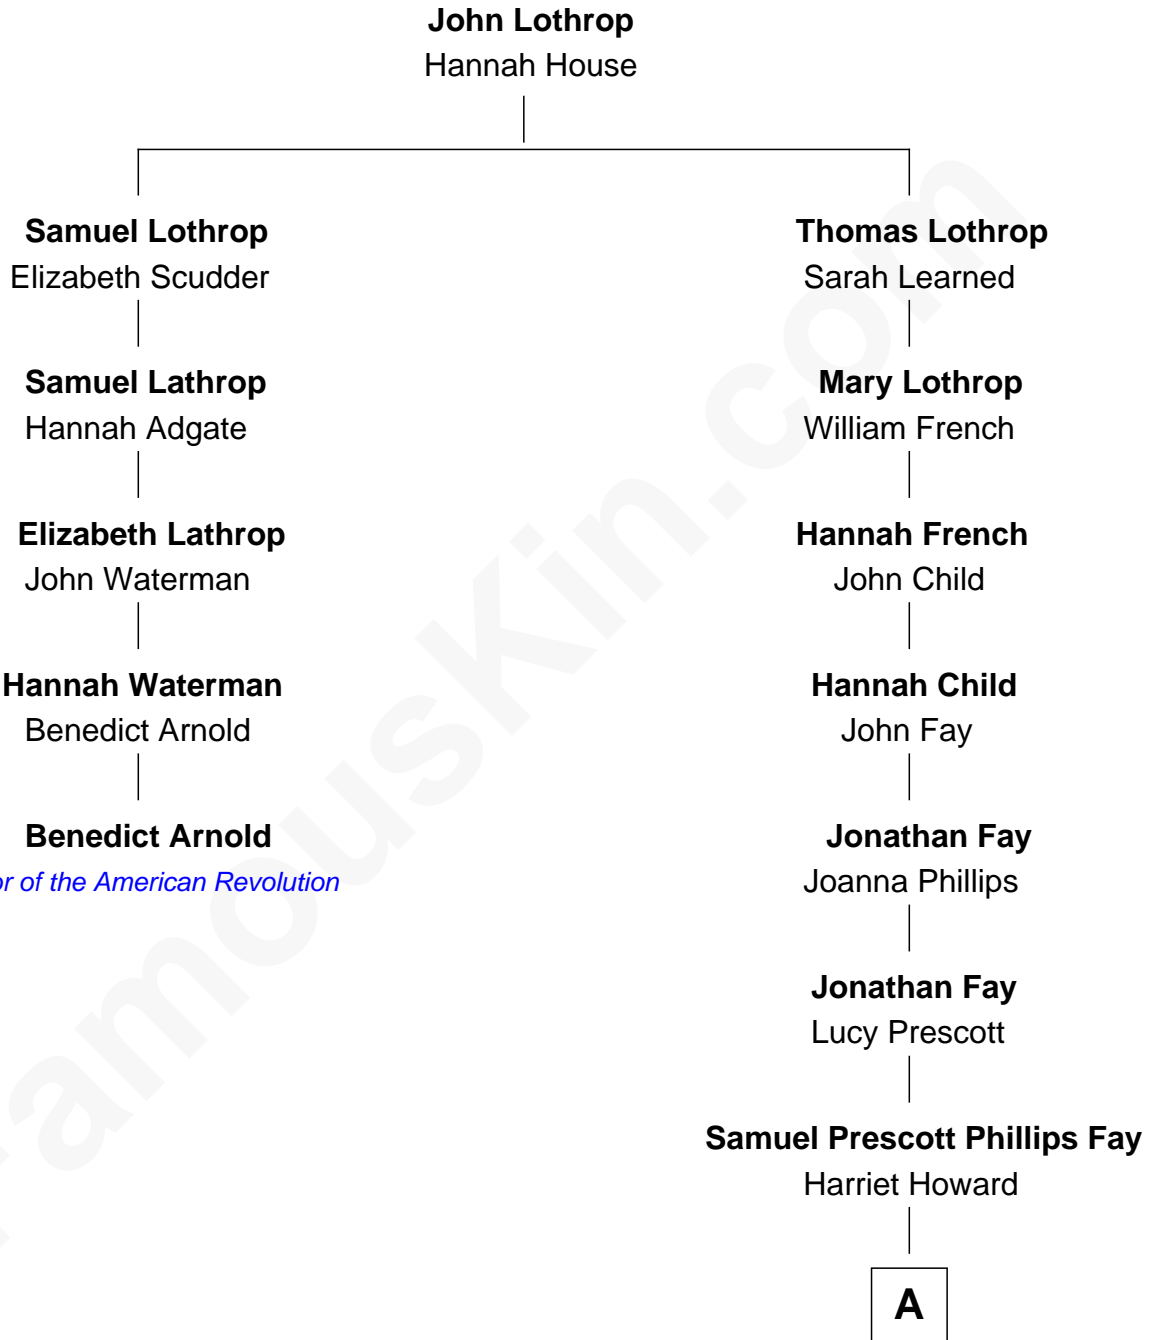 John Lothrop
Hannah House
Samuel Lothrop
Elizabeth Scudder
Samuel Lathrop
Hannah Adgate
Elizabeth Lathrop
John Waterman
Hannah Waterman
Benedict Arnold
Benedict Arnold
of the American Revolution
Thomas Lothrop
Sarah Learned
Mary Lothrop
William French
Hannah French
John Child
Hannah Child
John Fay
Jonathan Fay
Joanna Phillips
Jonathan Fay
Lucy Prescott
Samuel Prescott Phillips Fay
Harriet Howard
A
FamousKin.com